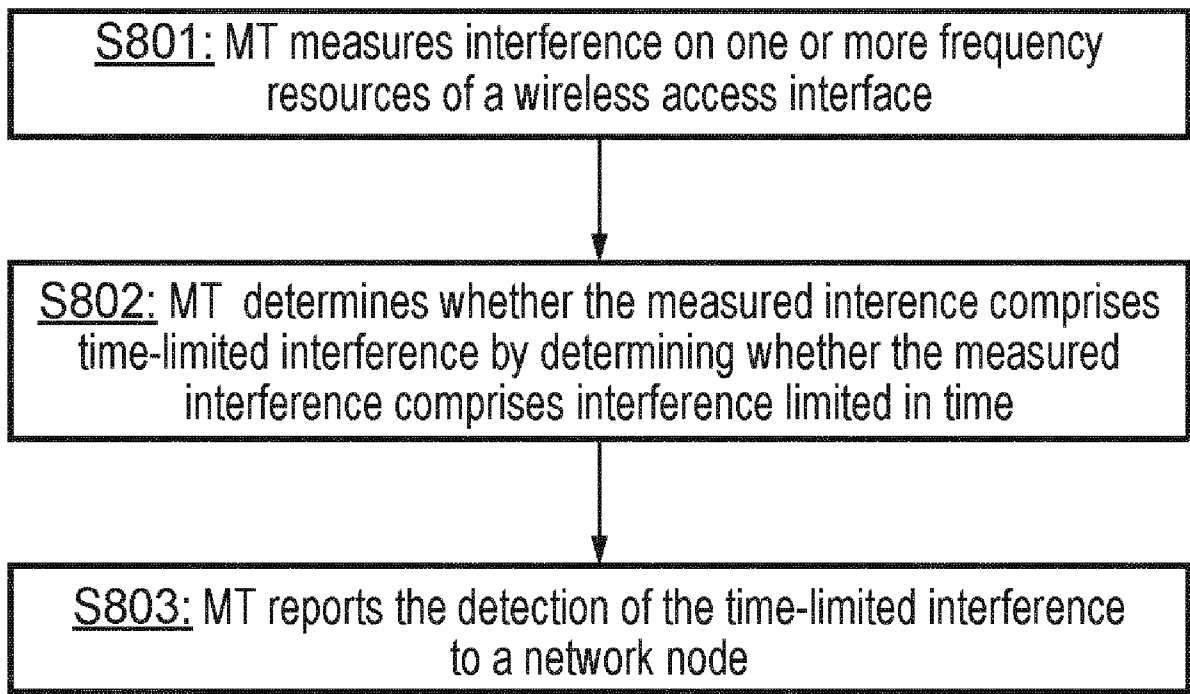 S801: MT measures interference on one or more frequency
resources of a wireless access interface
S802: MT determines whether the measured interence comprises
time-limited interference by determining whether the measured
interference comprises interference limited in time
S803: MT reports the detection of the time-limited interference
to a network node